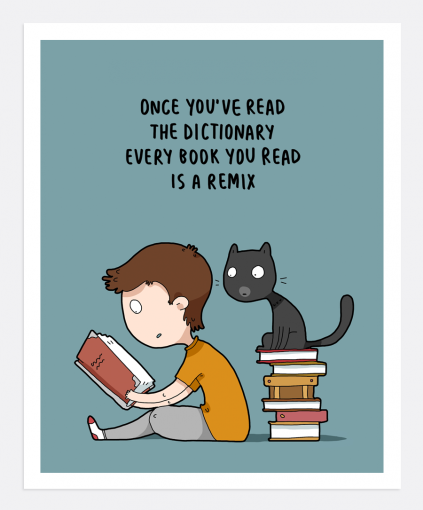 ONCE YOU'VE READ
THE DICTIONARY
EVERY BOOK YOU READ
IS A REMIX